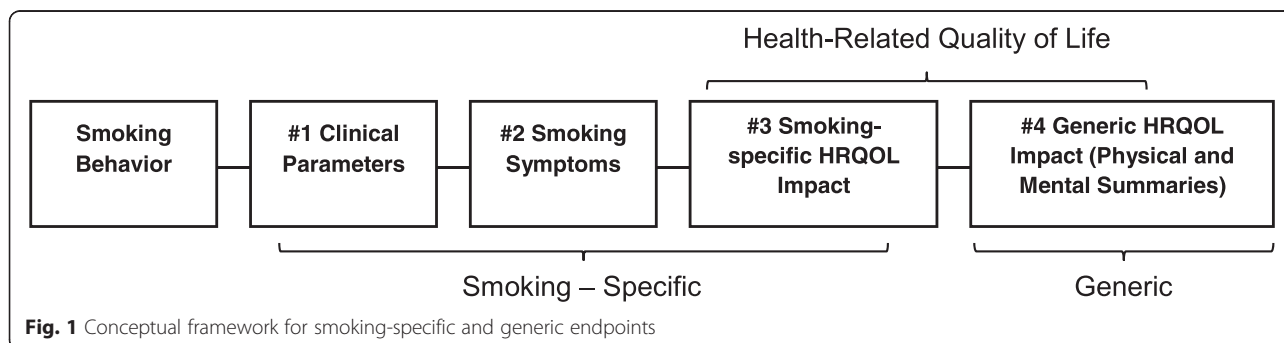 Health-Related Quality of Life
Smoking
Behavior
#1 Clinical
Parameters
#2 Smoking
Symptoms
#3 Smoking-
specific HRQOL
Impact
#4 Generic HRQOL
Impact (Physical and
Mental Summaries)
Smoking – Specific
Generic
Fig. 1 Conceptual framework for smoking-specific and generic endpoints